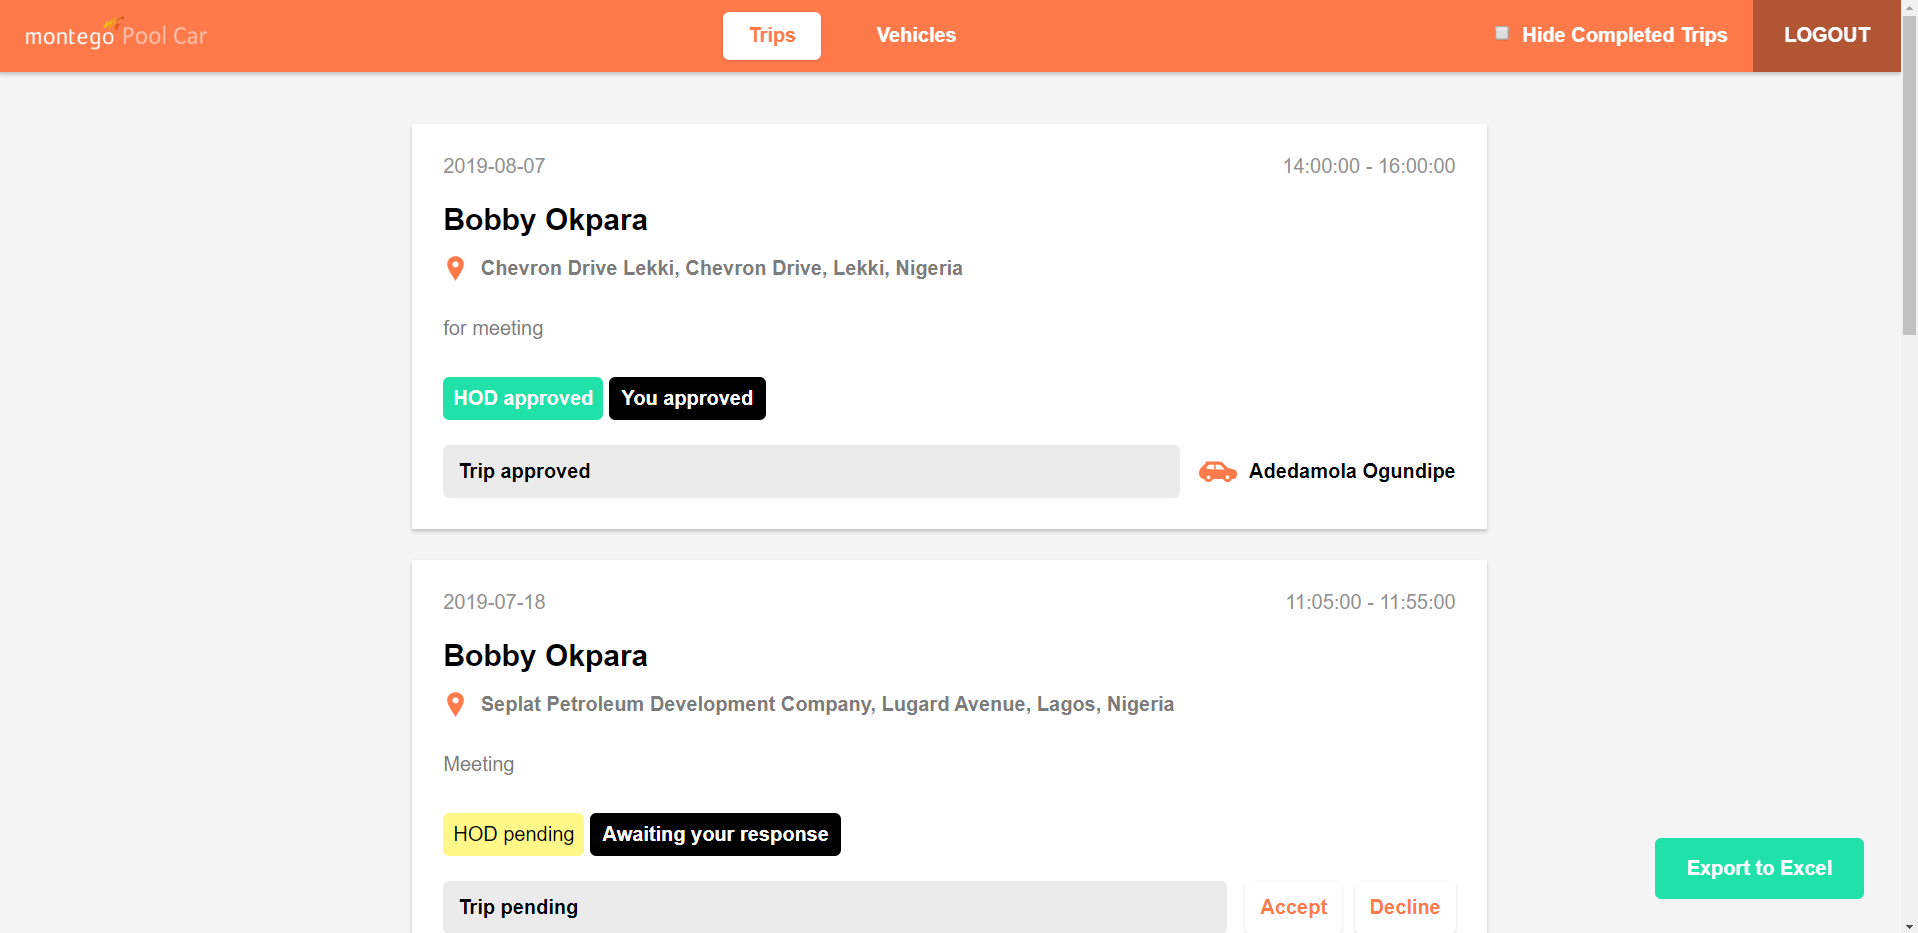 montego Pool Car
Trips
Vehicles
Hide Completed Trips
LOGOUT
2019-08-07
14:00:00 - 16:00:00
Bobby Okpara
Chevron Drive Lekki, Chevron Drive, Lekki, Nigeria
for meeting
HOD approved
You approved
Trip approved
Adedamola Ogundipe
2019-07-18
11:05:00 - 11:55:00
Bobby Okpara
Seplat Petroleum Development Company, Lugard Avenue, Lagos, Nigeria
Meeting
HOD pending
Awaiting your response
Export to Excel
Trip pending
Accept
Decline